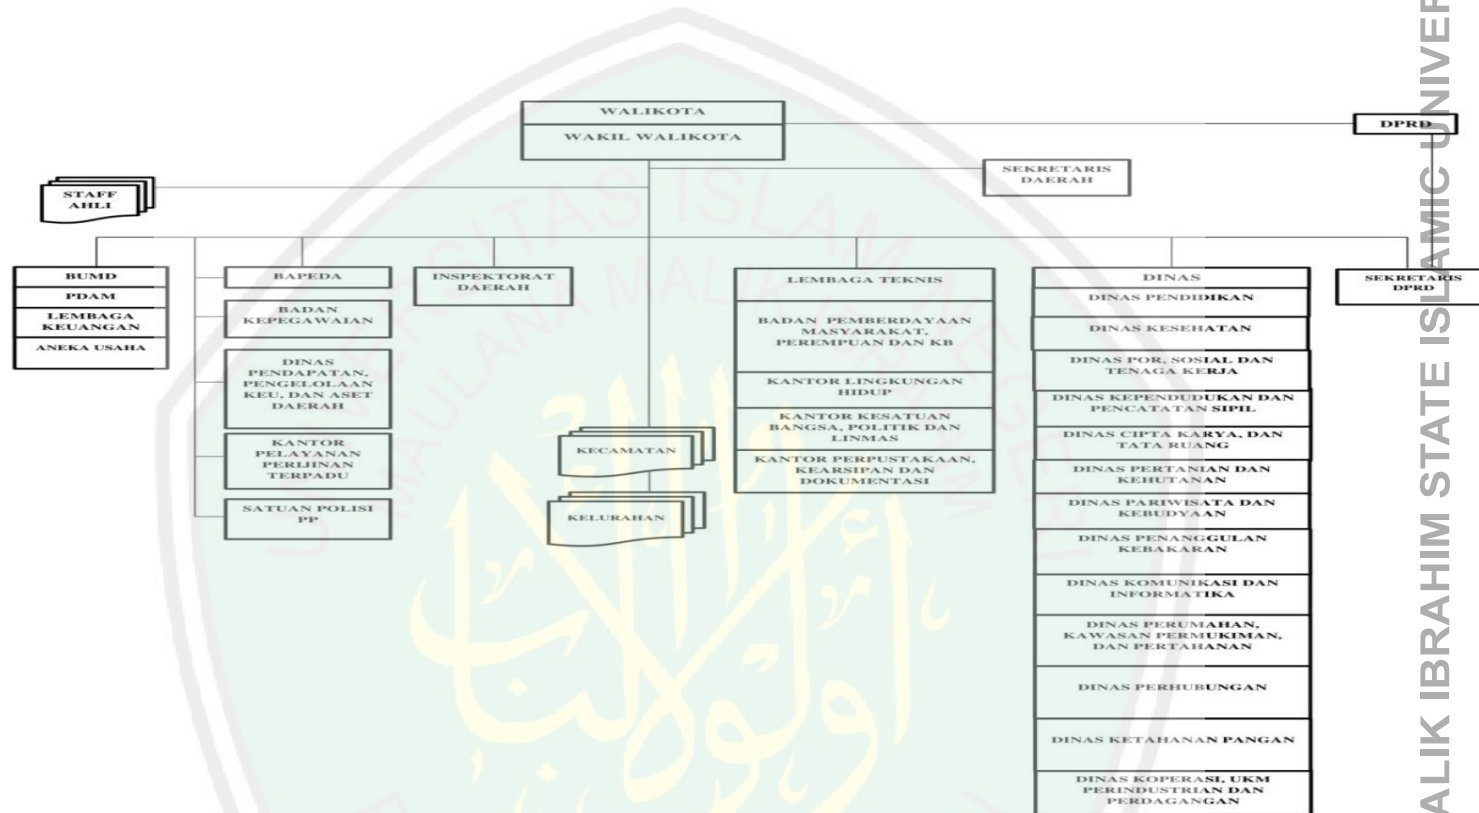 WALIKOTA
WAKIL WALIKOTA
DPRD
SEKRETARIS
DAERAH
STAFF
AHLI
BUMD
PDAM
LEMBAGA
KEUANGAN
ANEKA USAHA
BAPEDA
BADAN
KEPEGAWAIAN
DINAS
PENDAPATAN,
PENGELOLAAN
KEU, DAN ASET
DAERAH
KANTOR
PELAYANAN
PERIJINAN
TERPADU
SATUAN POLISI
PP
INSPEKTORAT
DAERAH
KECAMATAN
KELURAHAN
LEMBAGA TEKNIS
BADAN PEMBERDAYAAN
MASYARAKAT,
PEREMPUAN DAN KB
KANTOR LINGKUNGAN
HIDUP
KANTOR KESATUAN
BANGSA, POLITIK DAN
LINMAS
KANTOR PERPUSTAKAAN,
KEARSIPAN DAN
DOKUMENTASI
DINAS
DINAS PENDIDIKAN
DINAS KESEHATAN
DINAS POR, SOSIAL DAN
TENAGA KERJA
DINAS KEPENDUDUKAN DAN
PENCATATAN SIPIL
DINAS CIPTA KARYA, DAN
TATA RUANG
DINAS PERTANIAN DAN
KEHUTANAN
DINAS PARIWISATA DAN
KEBUDYAAN
DINAS PENANGGULAN
KEBAKARAN
DINAS KOMUNIKASI DAN
INFORMATIKA
DINAS PERUMAHAN,
KAWASAN PERMUKIMAN,
DAN PERTAHANAN
DINAS PERHUBUNGAN
DINAS KETAHANAN PANGAN
DINAS KOPERASI, UKM
PERINDUSTRIAN DAN
PERDAGANGAN
SEKRETARIS
DPRD
UNIVERSITAS ISLAM NEGERI
MAULANA MALIK IBRAHIM
ALIK IBRAHIM STATE ISLAMIC UNIVER